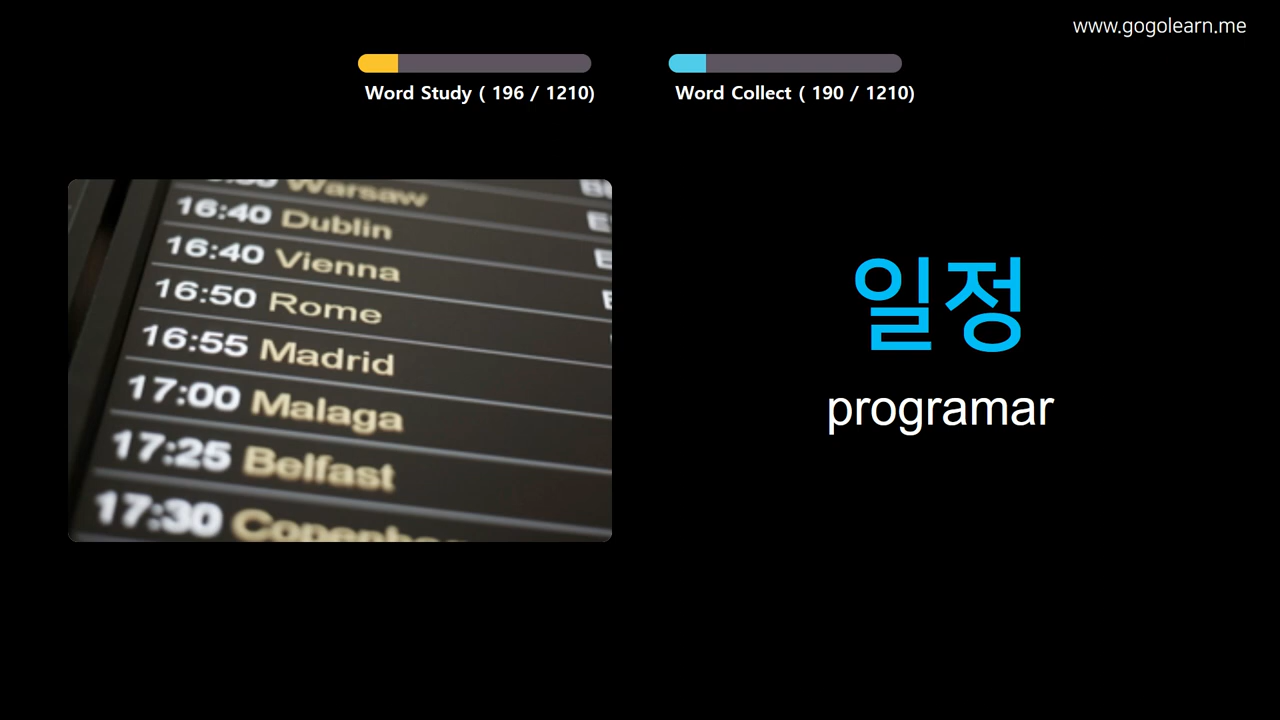 www.gogolearn.me
Word Study ( 196 / 1210)
Word Collect ( 190 / 1210)
Warsaw
16:40 Dublin
16:40 Vienna
16:50 Rome
16:55 Madrid
17:00 Malaga
17:25 Belfast
17:30
일정
programar